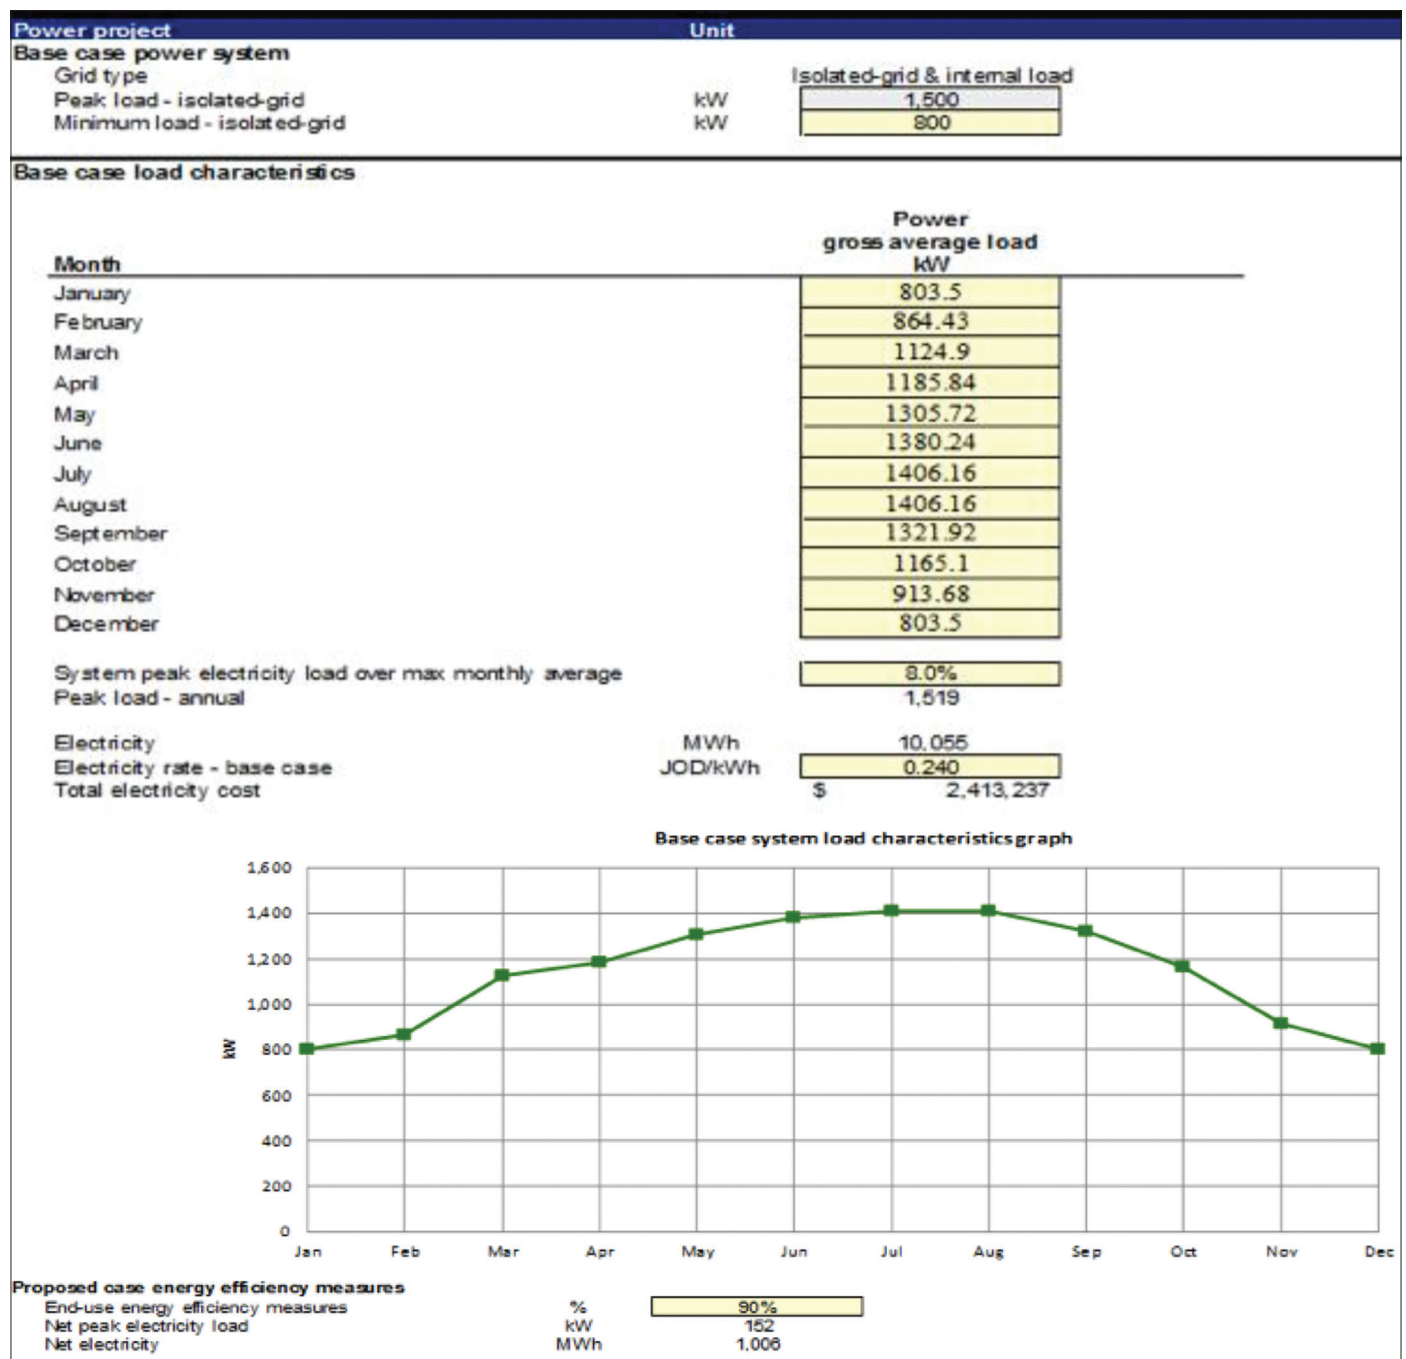 Power project Unit
Base case power system
Grid type Isolated-grid & internal load
Peak load - isolated-grid kW 1,500
Minimum load - isolated-grid kW 800
Base case load characteristics
Power
gross average load
Month kW
January 803.5
February 864.43
March 1124.9
April 1185.84
May 1305.72
June 1380.24
July 1406.16
August 1406.16
September 1321.92
October 1165.1
November 913.68
December 803.5
System peak electricity load over max monthly average 8.0%
Peak load - annual 1,519
Electricity MWh 10,055
Electricity rate - base case JOD/kWh 0.240
Total electricity cost $ 2,413,237
Base case system load characteristics graph
1,600
1,400
1,200
1,000
800
600
400
200
0
kW
Jan Feb Mar Apr May Jun Jul Aug Sep Oct Nov Dec
Proposed case energy efficiency measures
End-use energy efficiency measures % 90%
Net peak electricity load kW 152
Net electricity MWh 1,006